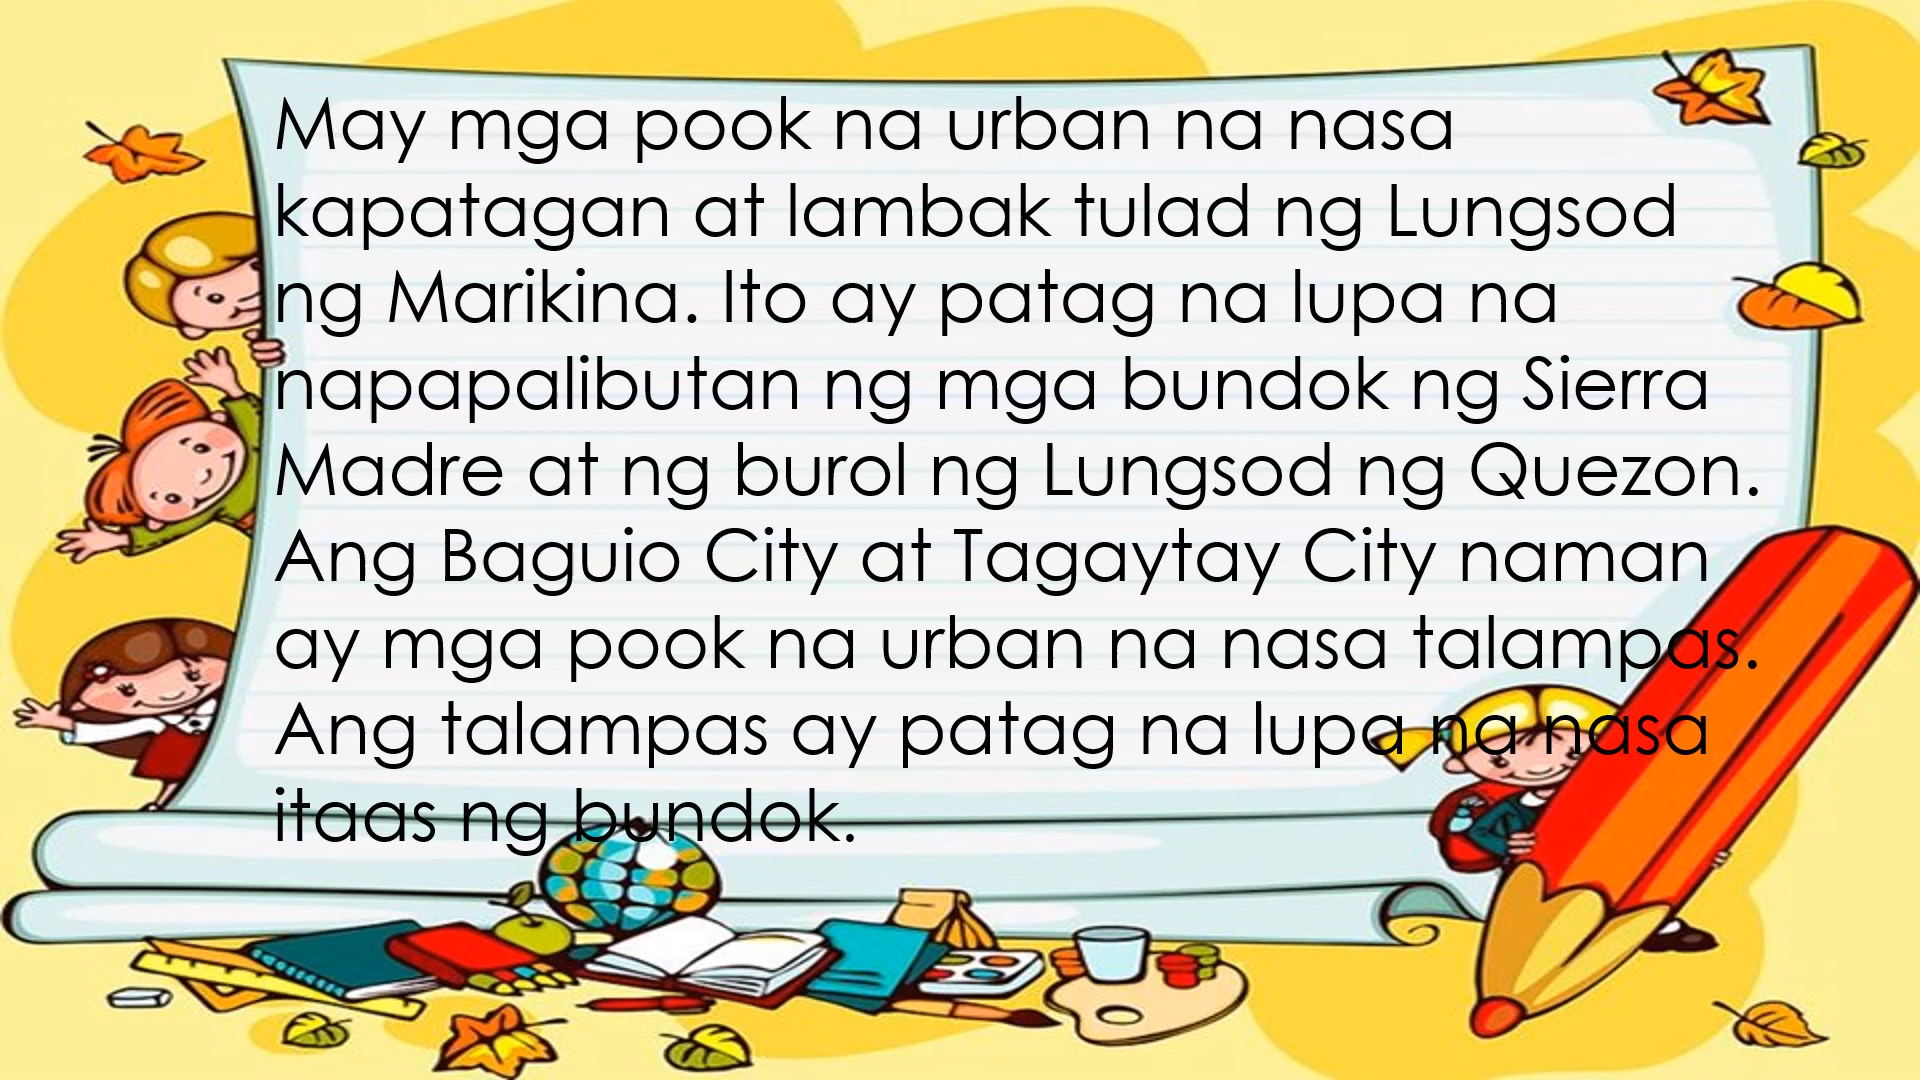 May mga pook na urban na nasa
kapatagan at lambak tulad ng Lungsod
ng Marikina. Ito ay patag na lupa na
napapalibutan ng mga bundok ng Sierra
Madre at ng burol ng Lungsod ng Quezon.
Ang Baguio City at Tagaytay City naman
ay mga pook na urban na nasa talampas.
Ang talampas ay patag na lupa na nasa
itaas ng bundok.